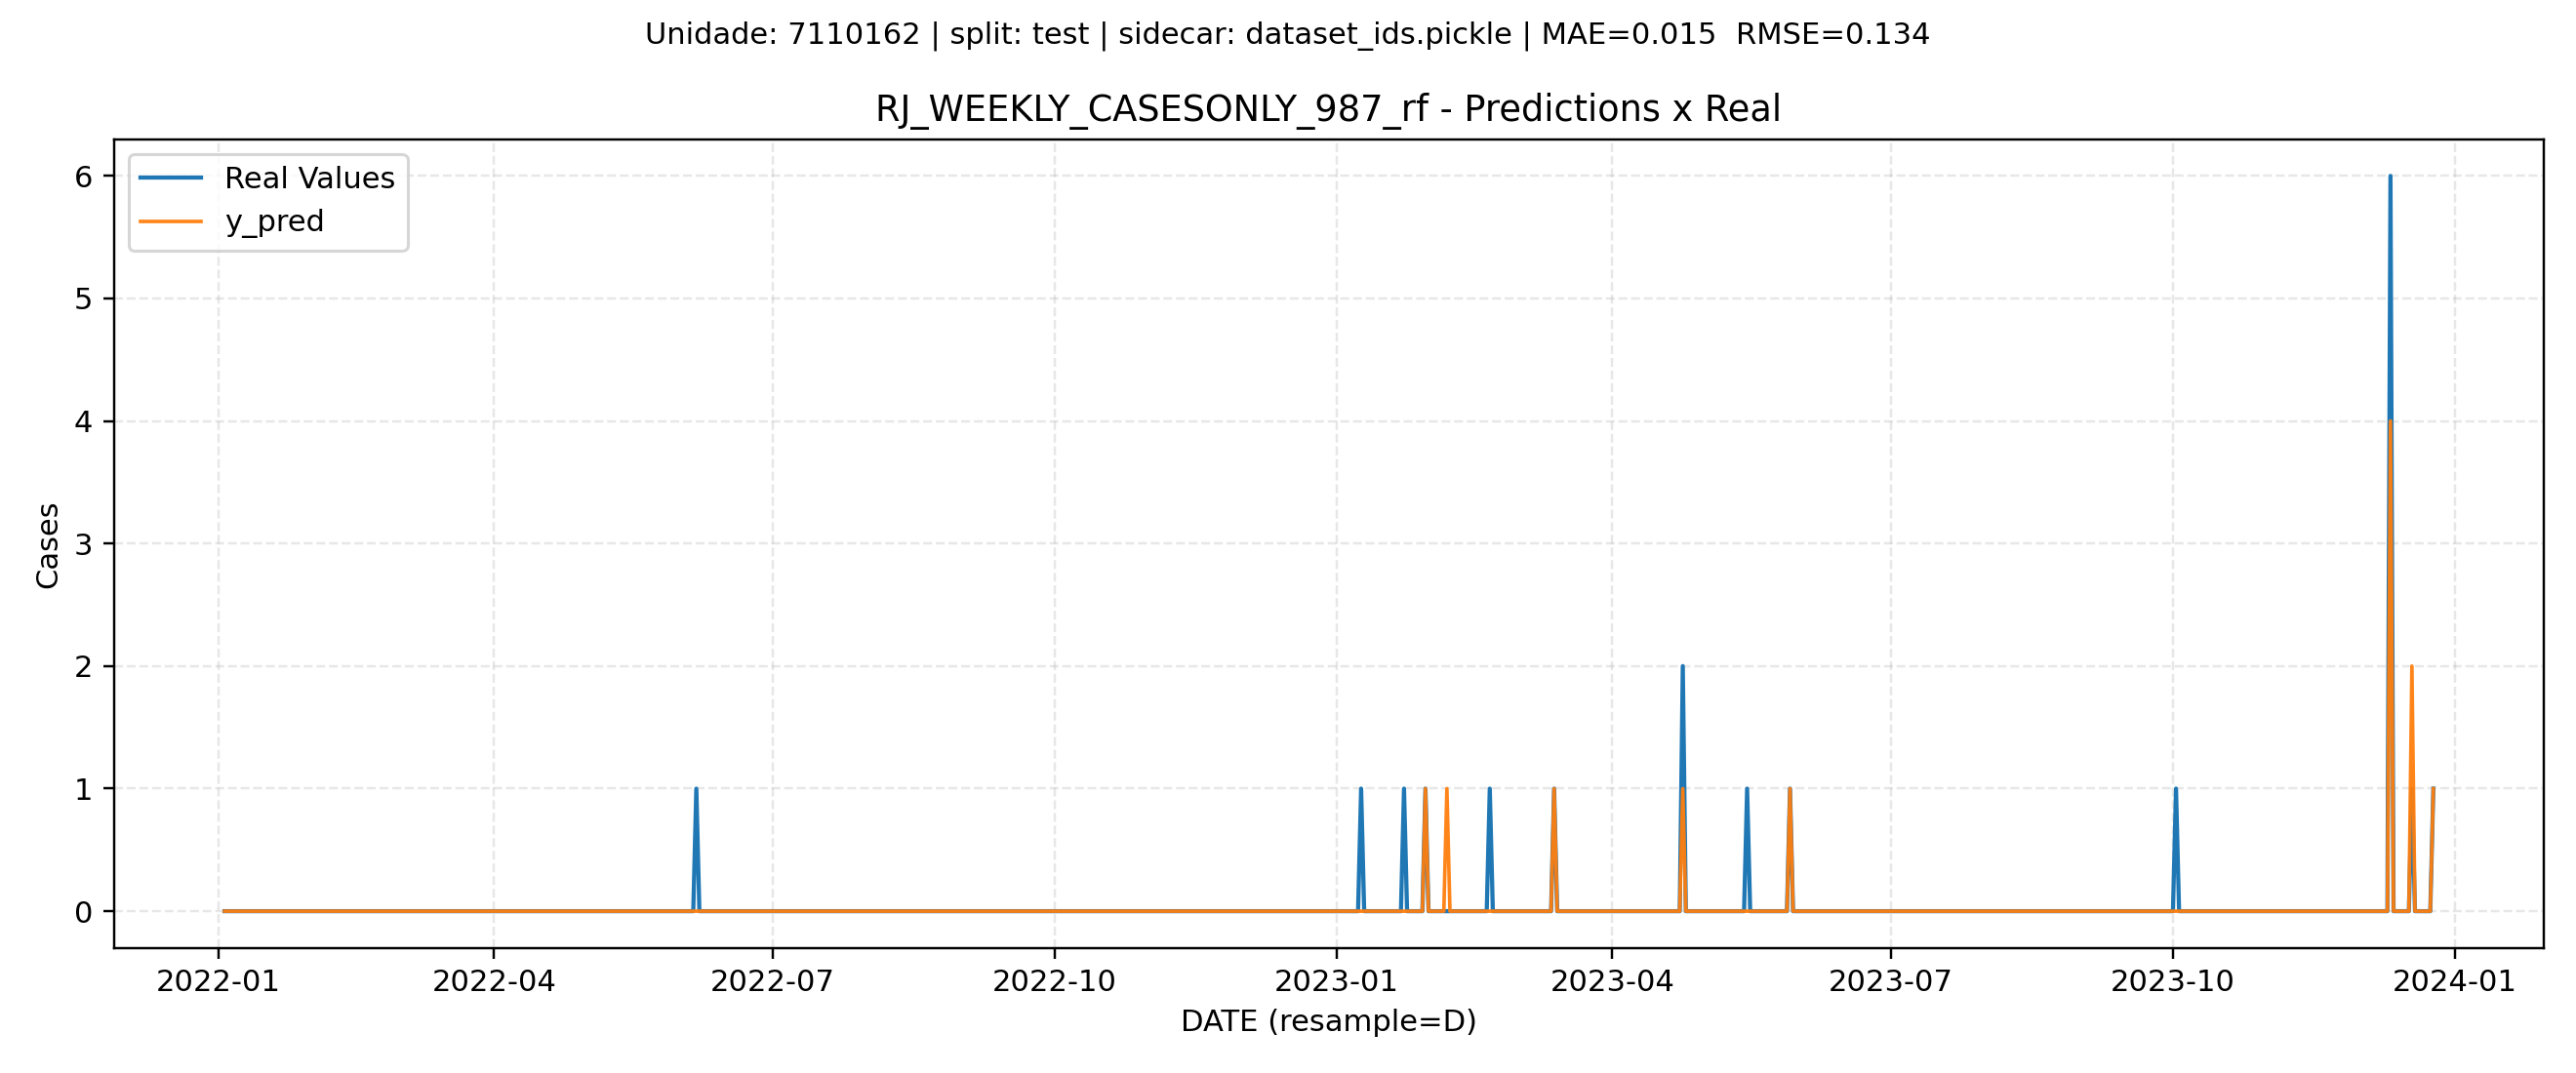 Unidade: 7110162 | split: test | sidecar: dataset_ids.pickle | MAE=0.015  RMSE=0.134
RJ_WEEKLY_CASESONLY_987_rf - Predictions x Real
Real Values
y_pred
6
5
4
3
2
1
0
Cases
2022-01
2022-04
2022-07
2022-10
2023-01
2023-04
2023-07
2023-10
2024-01
DATE (resample=D)